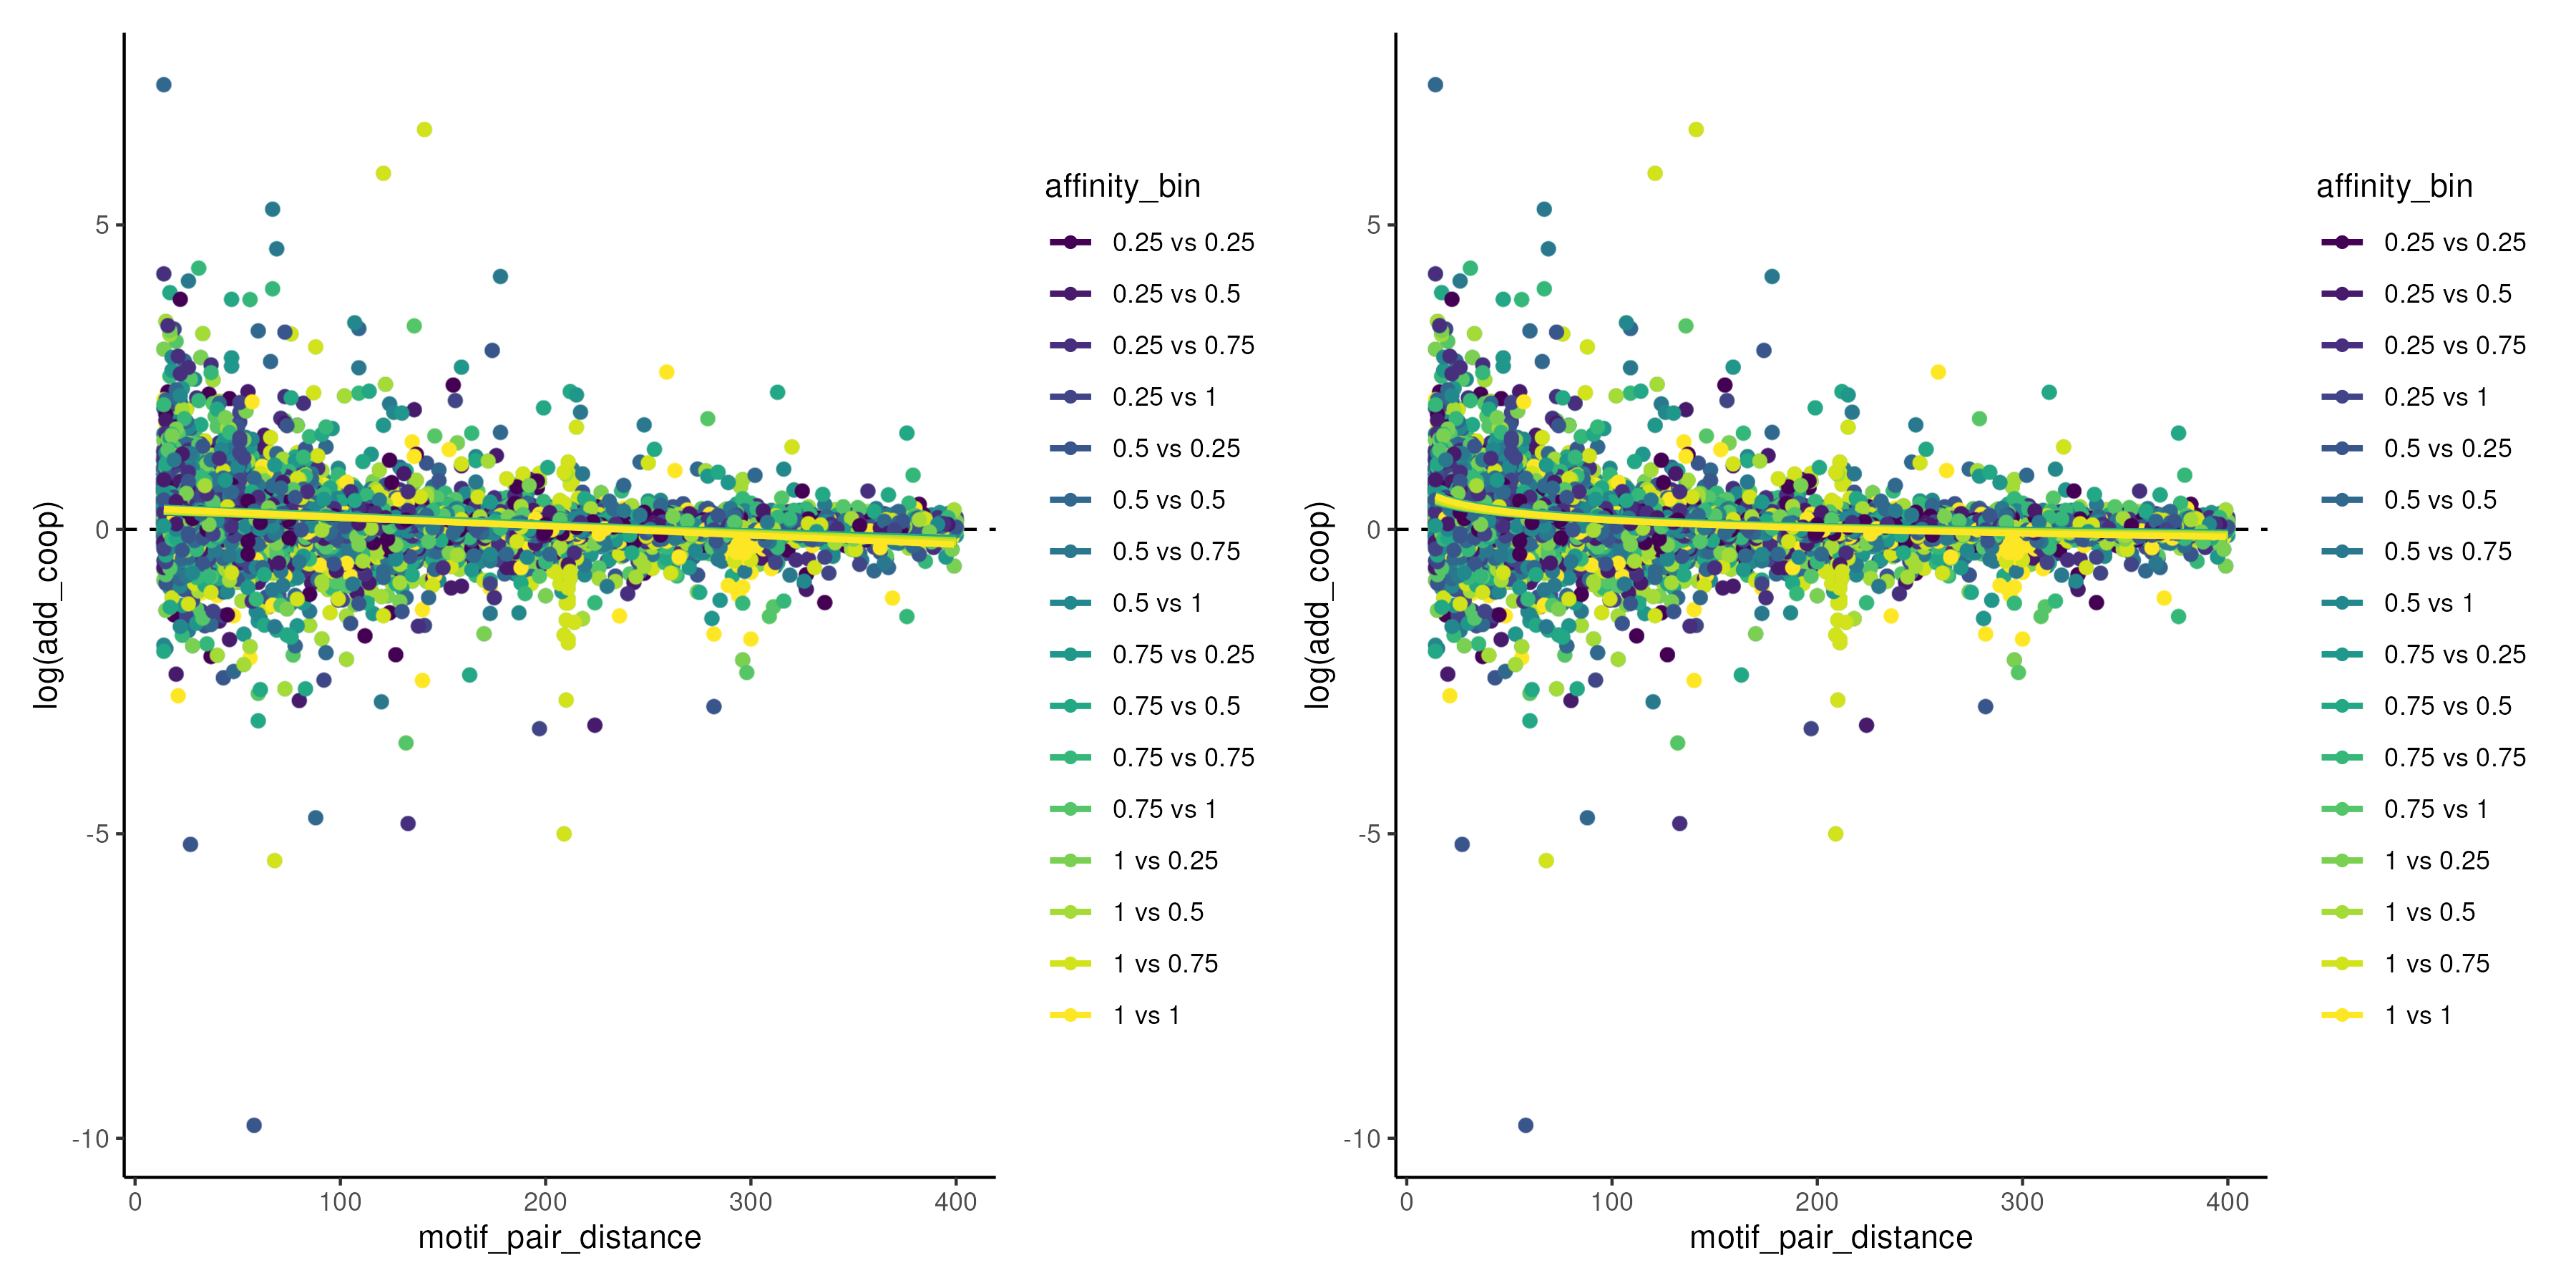 log(add_coop)
5
0
-5
-10
0
100
200
300
400
motif_pair_distance
affinity_bin
0.25 vs 0.25
0.25 vs 0.5
0.25 vs 0.75
0.25 vs 1
0.5 vs 0.25
0.5 vs 0.5
0.5 vs 0.75
0.5 vs 1
0.75 vs 0.25
0.75 vs 0.5
0.75 vs 0.75
0.75 vs 1
1 vs 0.25
1 vs 0.5
1 vs 0.75
1 vs 1
log(add_coop)
5
0
-5
-10
0
100
200
300
400
motif_pair_distance
affinity_bin
0.25 vs 0.25
0.25 vs 0.5
0.25 vs 0.75
0.25 vs 1
0.5 vs 0.25
0.5 vs 0.5
0.5 vs 0.75
0.5 vs 1
0.75 vs 0.25
0.75 vs 0.5
0.75 vs 0.75
0.75 vs 1
1 vs 0.25
1 vs 0.5
1 vs 0.75
1 vs 1